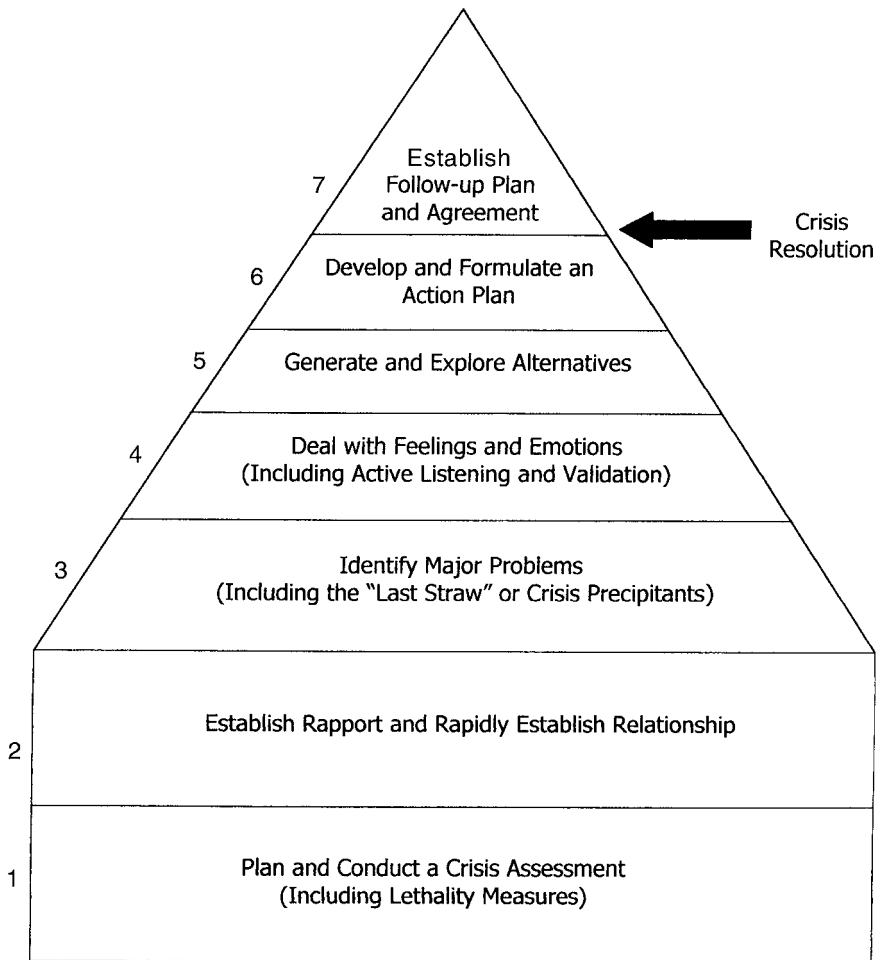 7
Establish
Follow-up Plan
and Agreement
Crisis
Resolution
6
Develop and Formulate an
Action Plan
5
Generate and Explore Alternatives
4
Deal with Feelings and Emotions
(Including Active Listening and Validation)
3
Identify Major Problems
(Including the “Last Straw” or Crisis Precipitants)
2
Establish Rapport and Rapidly Establish Relationship
1
Plan and Conduct a Crisis Assessment
(Including Lethality Measures)